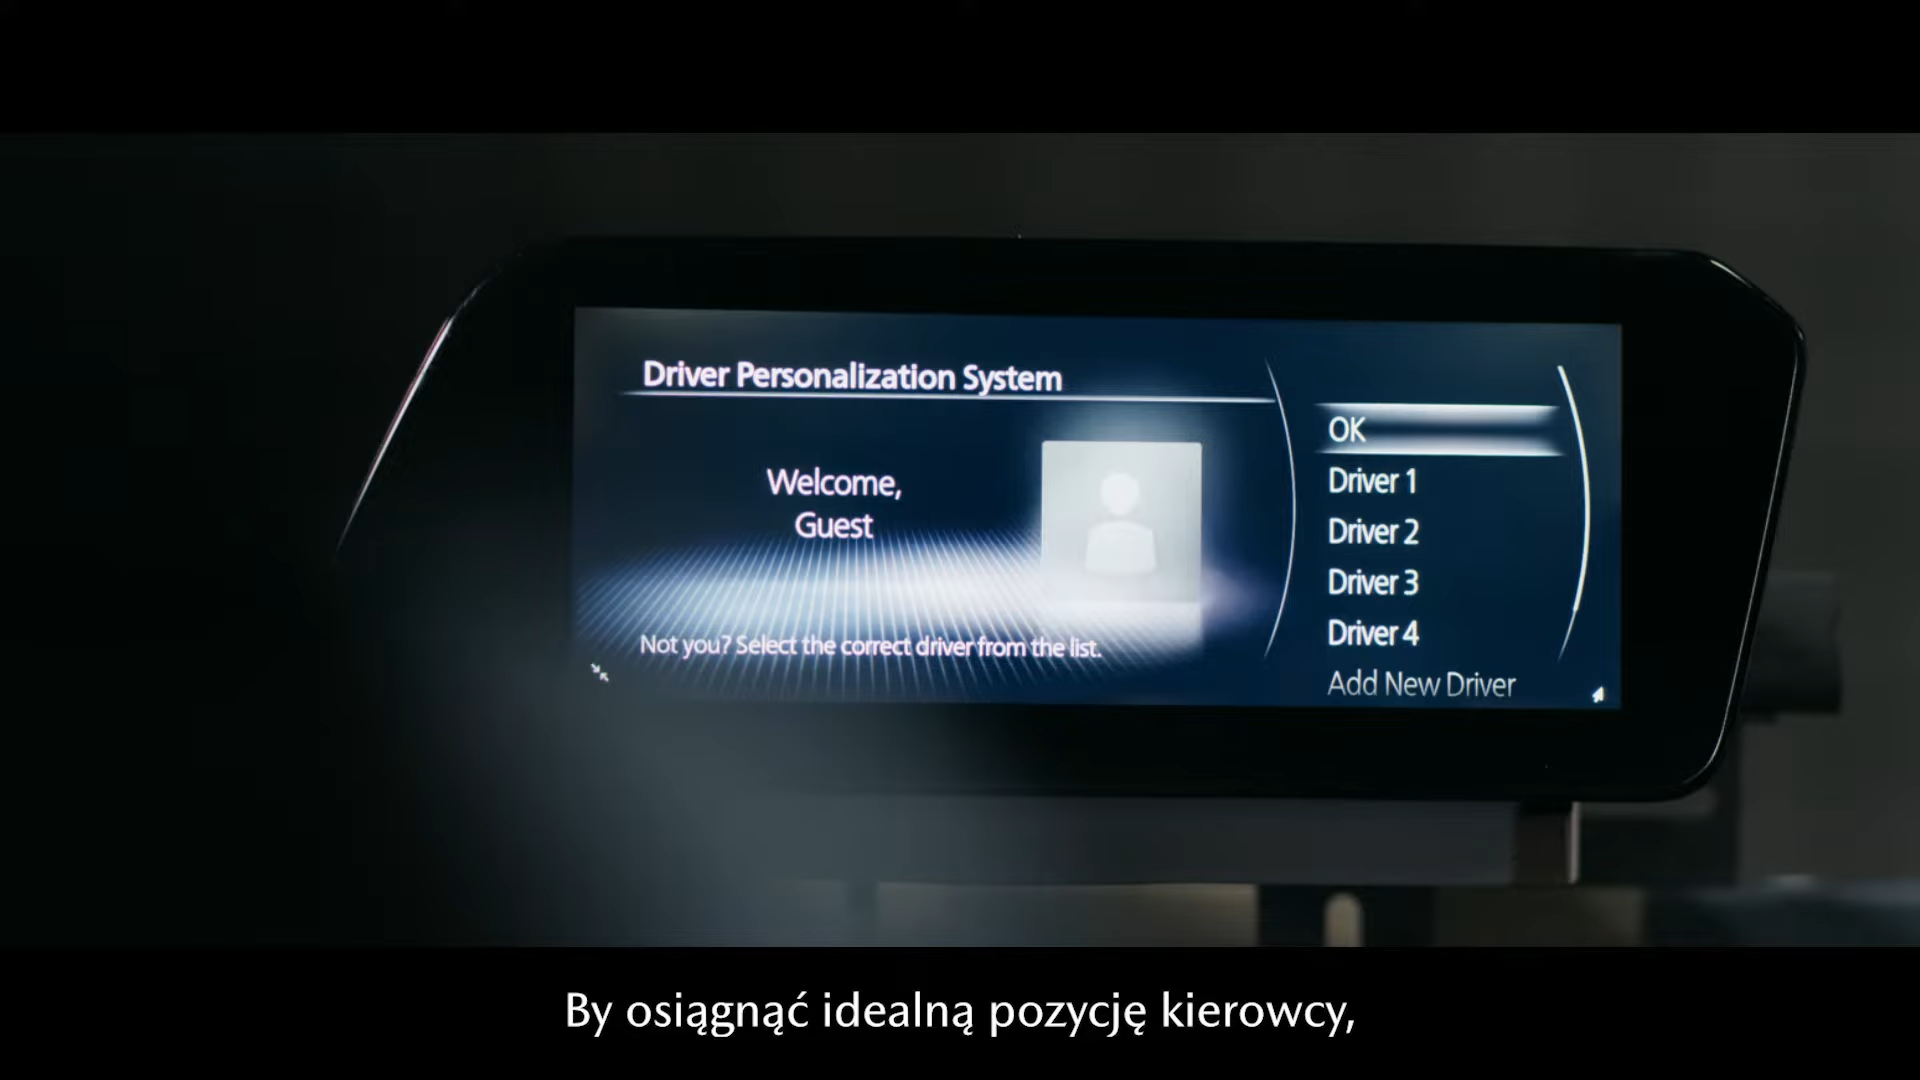 Driver Personalization System
Welcome,
Guest
Not you? Select the correct driver from the list.
OK
Driver 1
Driver 2
Driver 3
Driver 4
Add New Driver
By osiągnąć idealną pozycję kierowcy,